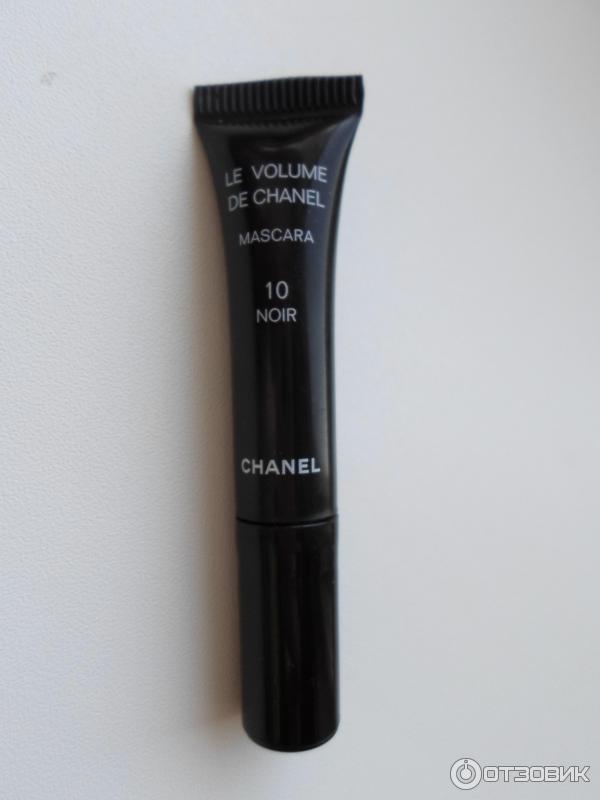 LE VOLUME
DE CHANEL
MASCARA
10
NOIR
CHANEL
ОТЗОВИК